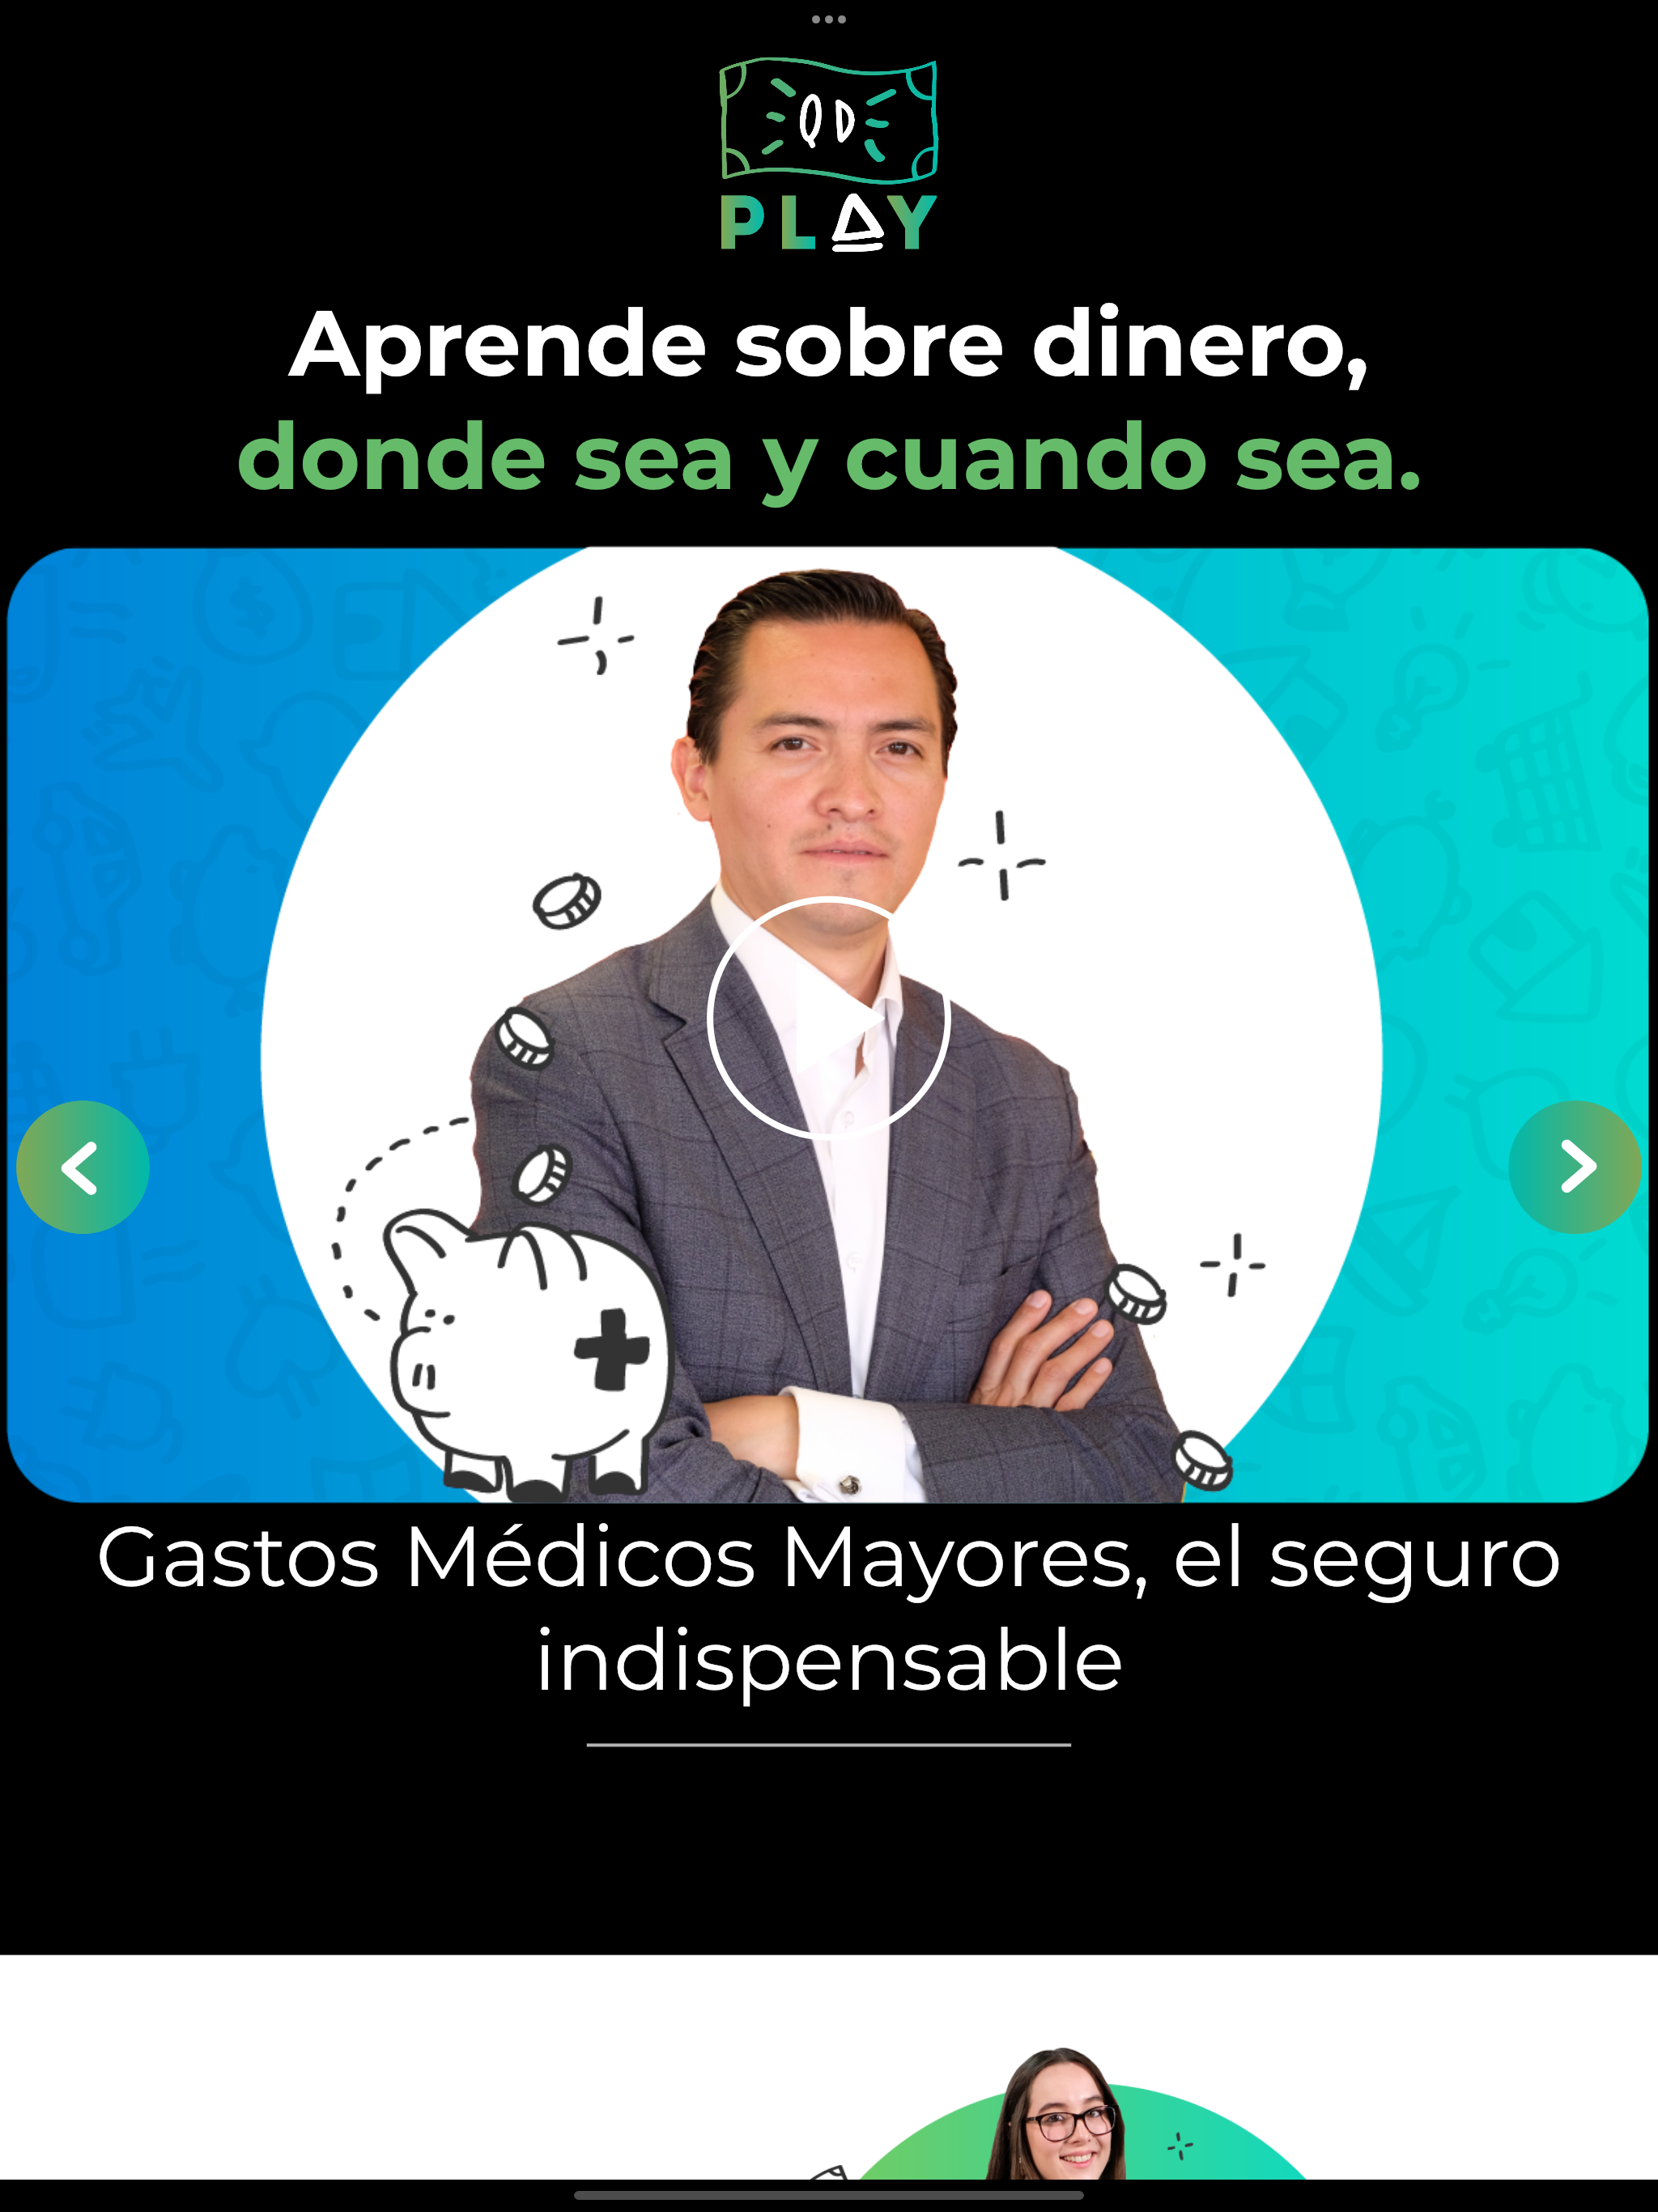 QD
PLAY
Aprende sobre dinero,
donde sea y cuando sea.
Gastos Médicos Mayores, el seguro
indispensable